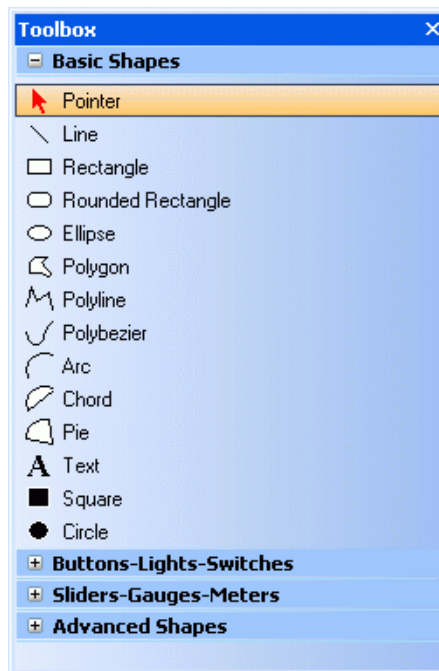 Toolbox
Basic Shapes
Pointer
Line
Rectangle
Rounded Rectangle
Ellipse
Polygon
Polyline
Polybezier
Arc
Chord
Pie
A Text
Square
Circle
Buttons-Lights-Switches
Sliders-Gauges-Meters
Advanced Shapes